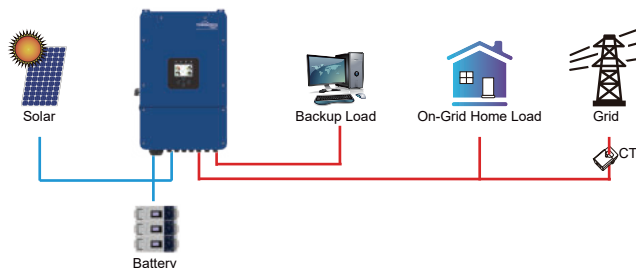 Solar
Backup Load
On-Grid Home Load
Grid
CT
Battery